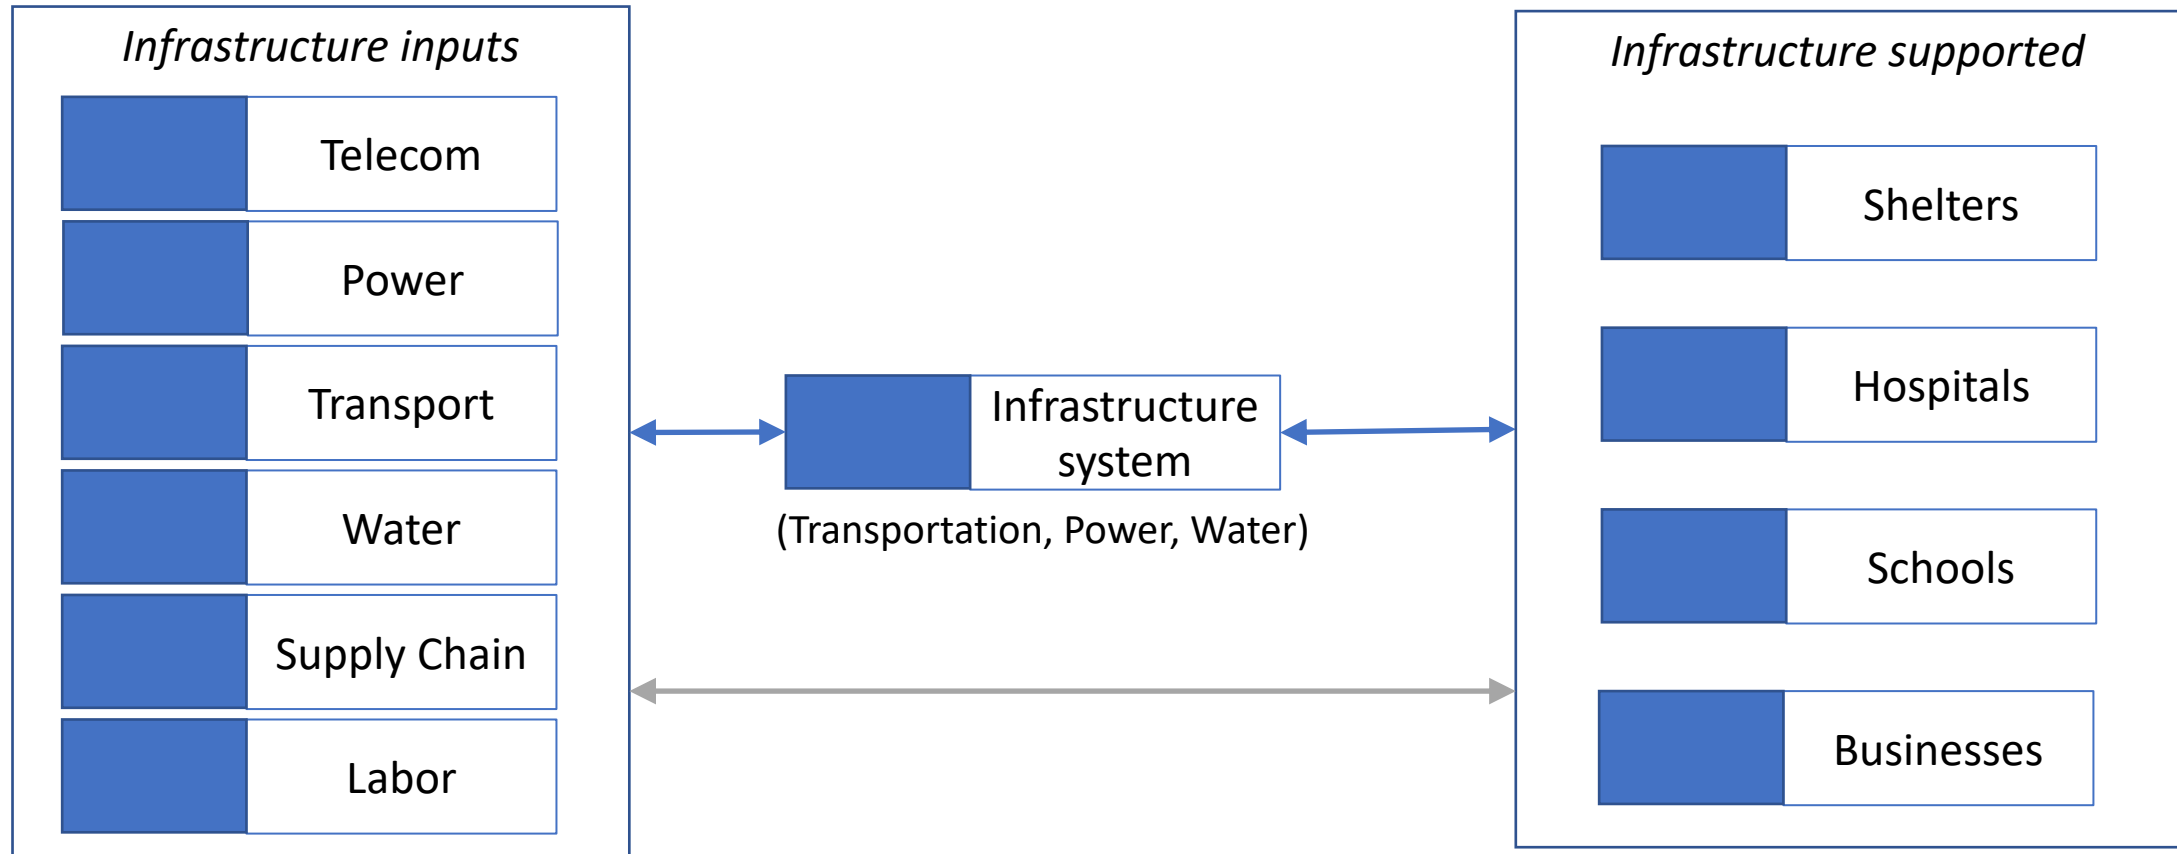 Infrastructure inputs
Telecom
Power
Transport
Water
Supply Chain
Labor
Infrastructure
system
(Transportation, Power, Water)
Infrastructure supported
Shelters
Hospitals
Schools
Businesses